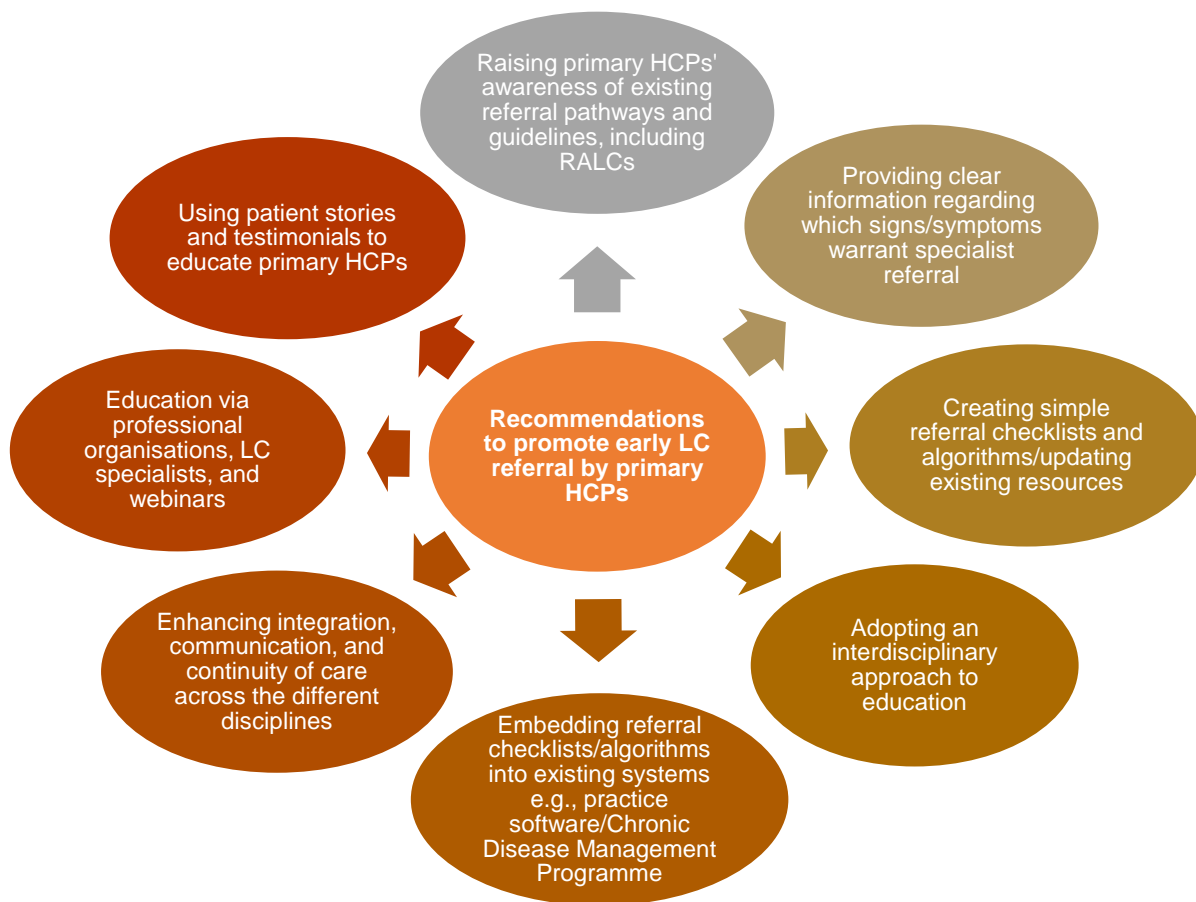 Raising primary HCPs'
awareness of existing
referral pathways and
guidelines, including
RALCs
Providing clear
information regarding
which signs/symptoms
warrant specialist
referral
Creating simple
referral checklists and
algorithms/updating
existing resources
Adopting an
interdisciplinary
approach to
education
Embedding referral
checklists/algorithms
into existing systems
e.g., practice
software/Chronic
Disease Management
Programme
Enhancing integration,
communication, and
continuity of care
across the different
disciplines
Education via
professional
organisations, LC
specialists, and
webinars
Using patient stories
and testimonials to
educate primary HCPs
Recommendations
to promote early LC
referral by primary
HCPs